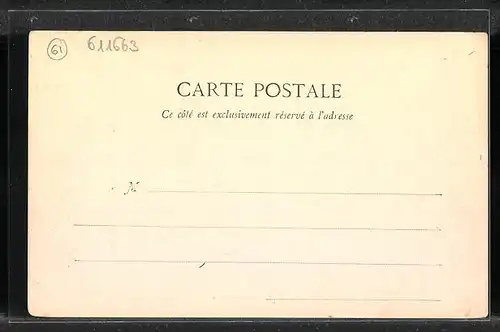 61 611663
CARTE POSTALE
Ce côté est exclusivement réservé à l'adresse
M